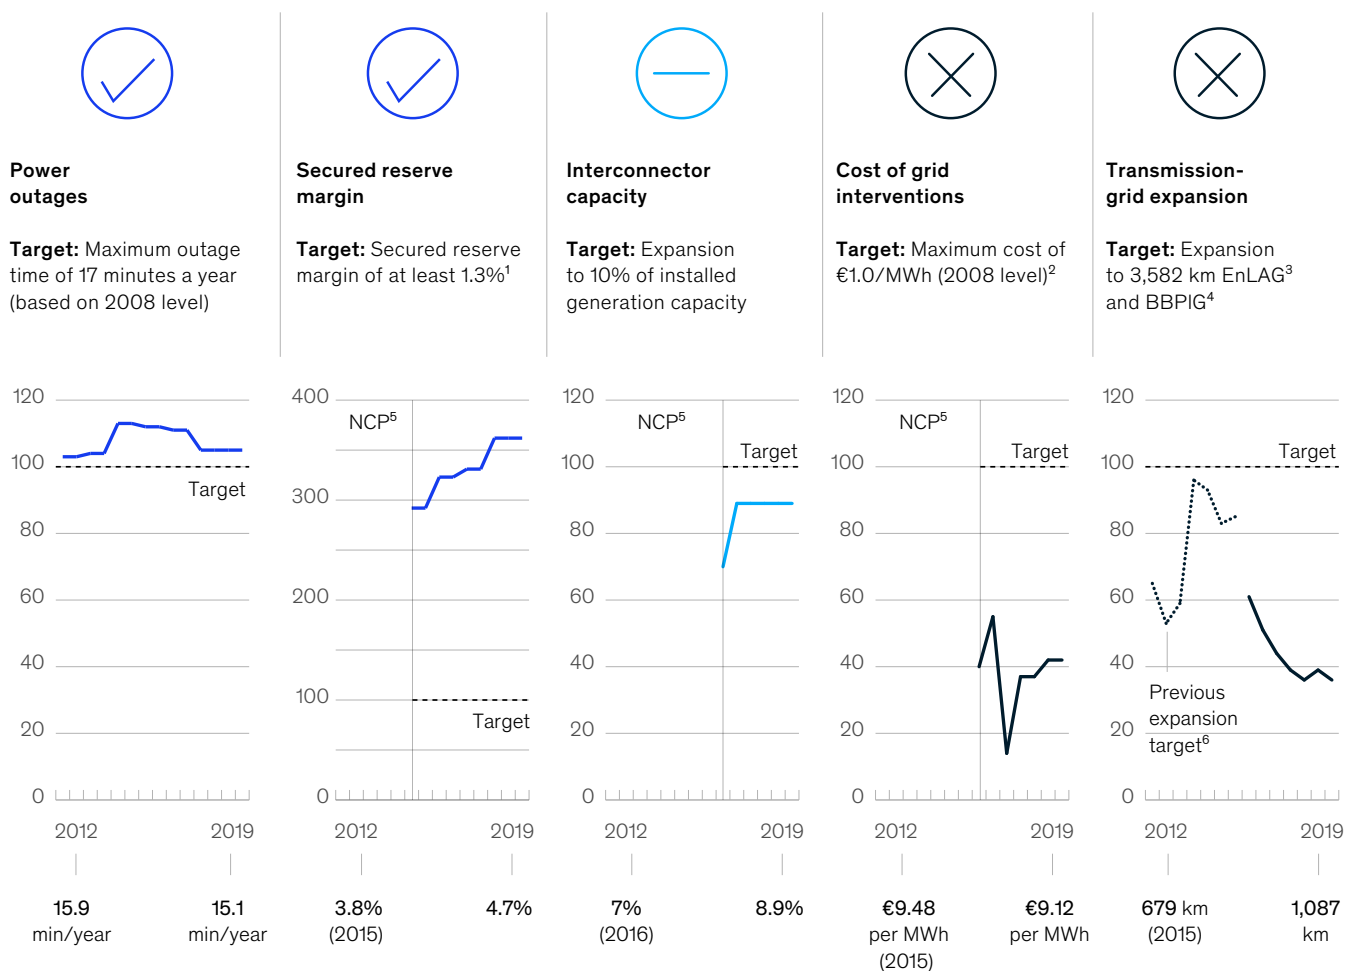 Power
outages
Target: Maximum outage
time of 17 minutes a year
(based on 2008 level)
120
100
80
60
40
20
0
Target
2012
2019
15.9
min/year
15.1
min/year
Secured reserve
margin
Target: Secured reserve
margin of at least 1.3%¹
400
300
200
100
0
NCP⁵
Target
2012
2019
3.8%
(2015)
4.7%
Interconnector
capacity
Target: Expansion
to 10% of installed
generation capacity
120
100
80
60
40
20
0
NCP⁵
Target
2012
2019
7%
(2016)
8.9%
Cost of grid
interventions
Target: Maximum cost of
€1.0/MWh (2008 level)²
120
100
80
60
40
20
0
NCP⁵
Target
2012
2019
€9.48
per MWh
(2015)
€9.12
per MWh
Transmission-
grid expansion
Target: Expansion
to 3,582 km EnLAG³
and BBPlG⁴
120
100
80
60
40
20
0
Target
Previous
expansion
target⁶
2012
2019
679 km
(2015)
1,087
km